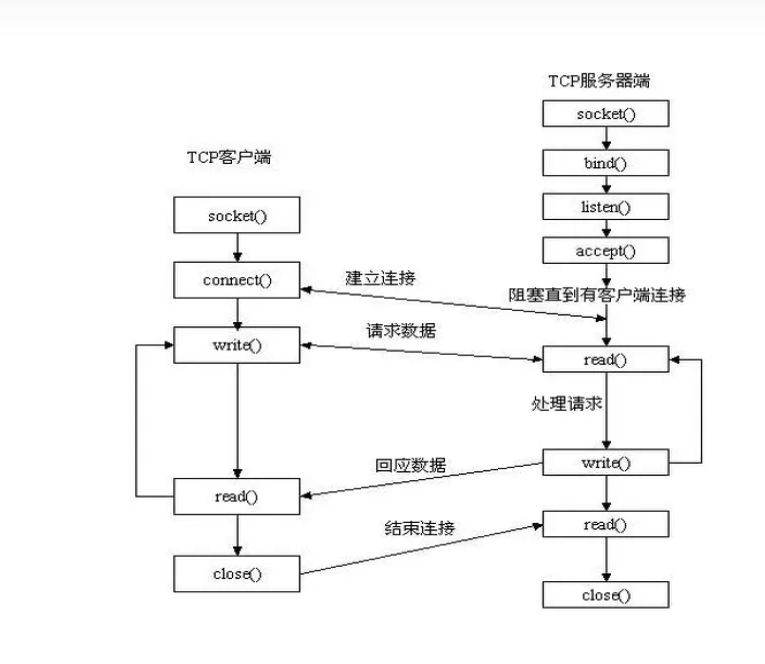 TCP服务器端
socket()
bind()
TCP客户端
listen()
socket()
accept()
connect()
建立连接
阻塞直到有客户端连接
请求数据
write()
read()
处理请求
回应数据
write()
read()
结束连接
read()
close()
close()